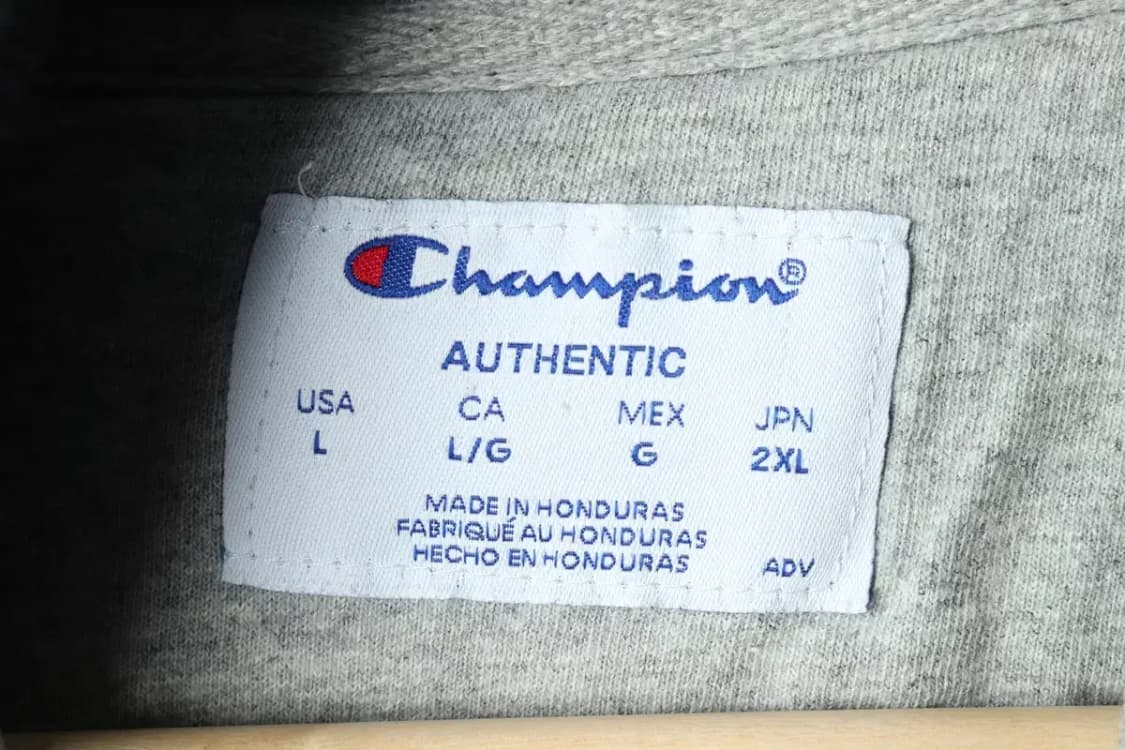 Champion®
AUTHENTIC
USA CA MEX JPN
L L/G G 2XL
MADE IN HONDURAS
FABRIQUÉ AU HONDURAS
HECHO EN HONDURAS
ADV